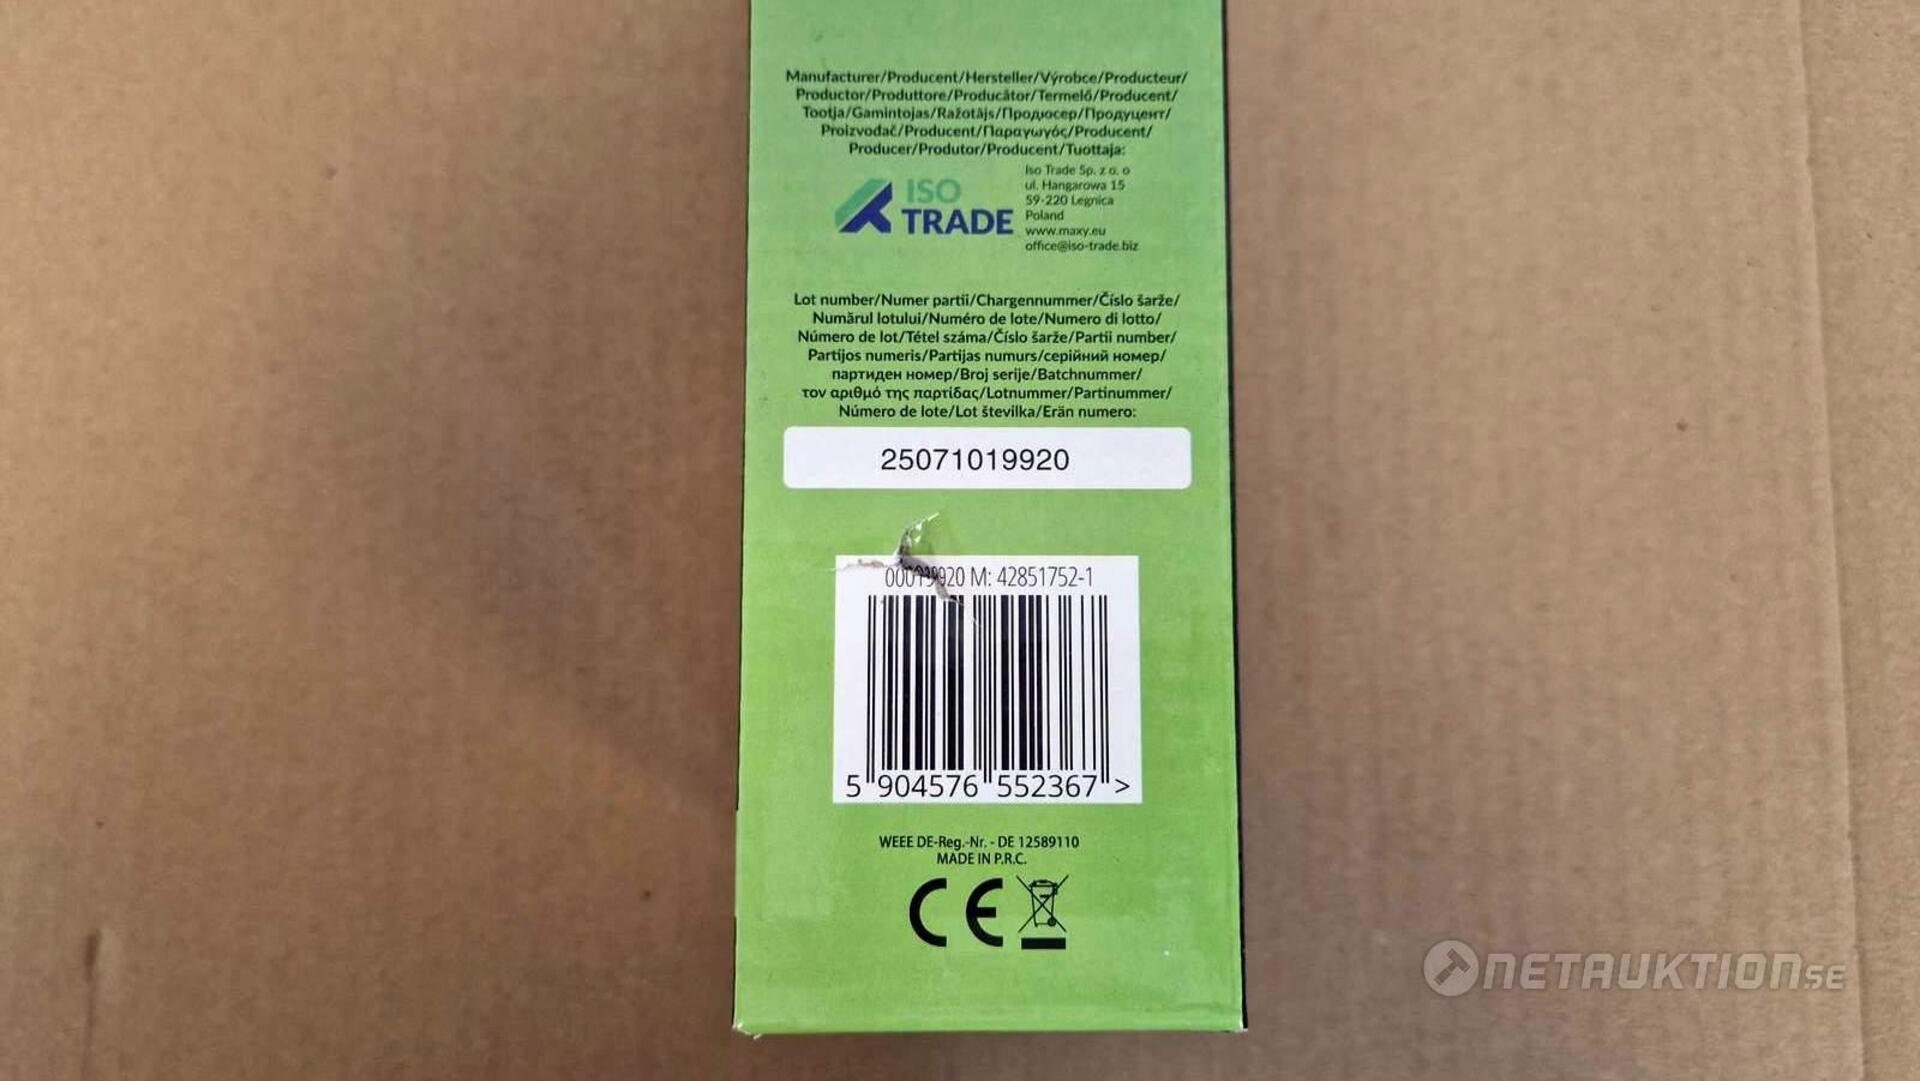 Manufacturer/Producent/Hersteller/Výrobce/Producteur/
Productor/Produttore/Producător/Termelő/Producent/
Tootja/Gamintojas/Ražotājs/Продюсер/Продуцент/
Proizvođač/Producent/Παραγωγός/Producent/
Producer/Produtor/Producent/Tuottaja:
ISO
TRADE
Iso Trade Sp. z o. o
ul. Hangarowa 15
59-220 Legnica
Poland
www.maxy.eu
office@iso-trade.biz
Lot number/Numer partii/Chargennummer/Číslo šarže/
Numărul lotului/Numéro de lote/Numero di lotto/
Número de lot/Tétel száma/Číslo šarže/Partii number/
Partijos numeris/Partijas numurs/серійний номер/
партиден номер/Broj serije/Batchnummer/
τον αριθμό της παρτίδας/Lotnummer/Partinummer/
Número de lote/Lot številka/Erän numero:
25071019920
00019920 M: 42851752-1
5 904576 552367 >
WEEE DE-Reg.-Nr. - DE 12589110
MADE IN P.R.C.
CE
NETAUKTION.SE